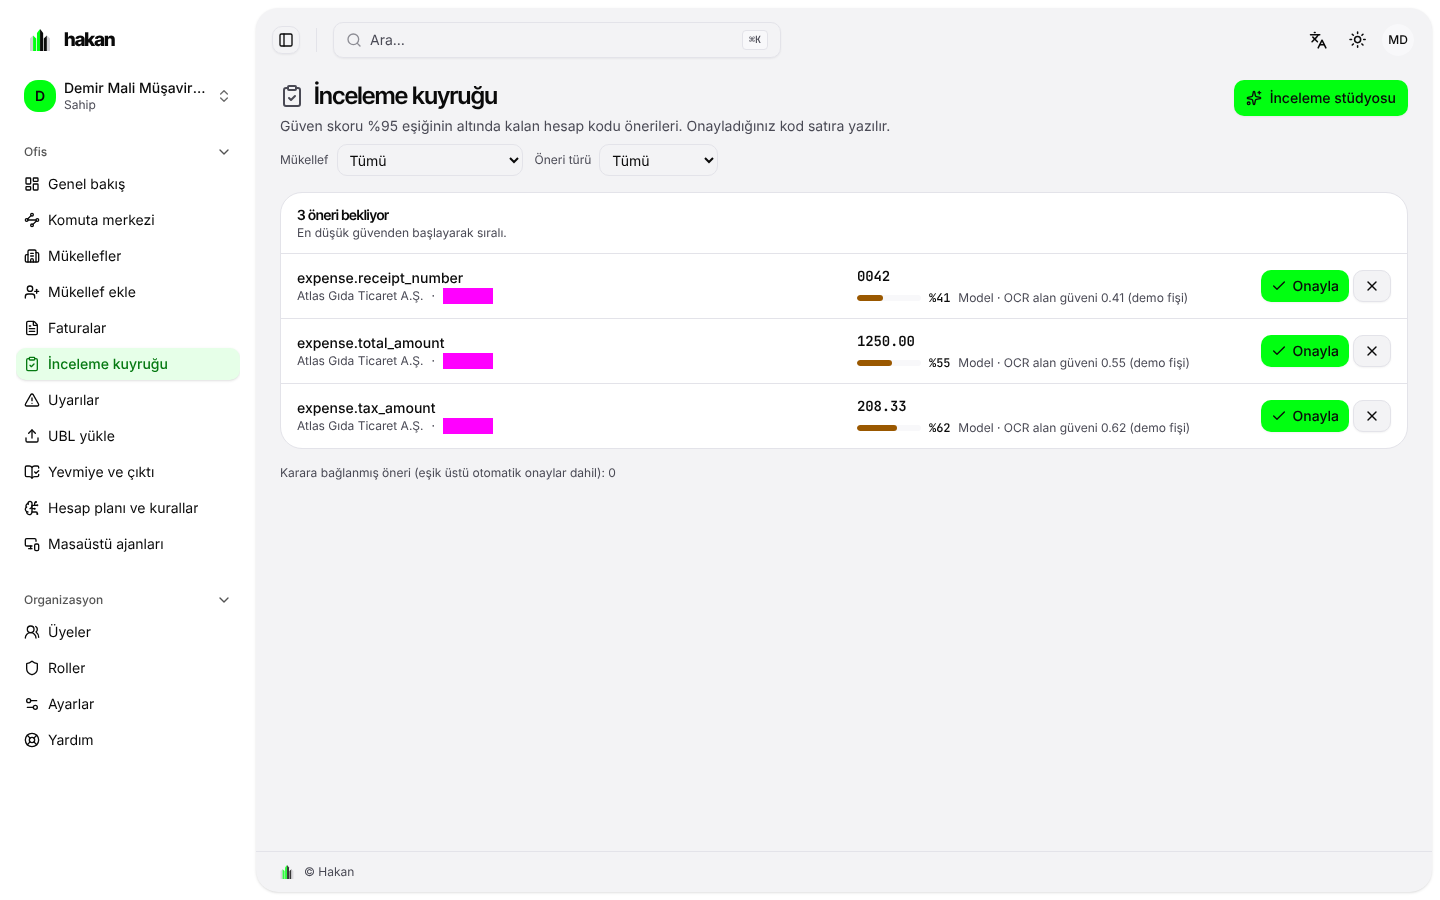 hakan
Demir Mali Müşavir...
Sahip
Ofis
Genel bakış
Komuta merkezi
Mükellefler
Mükellef ekle
Faturalar
İnceleme kuyruğu
Uyarılar
UBL yükle
Yevmiye ve çıktı
Hesap planı ve kurallar
Masaüstü ajanları
Organizasyon
Üyeler
Roller
Ayarlar
Yardım
Ara...
⌘K
MD
İnceleme kuyruğu
İnceleme stüdyosu
Güven skoru %95 eşiğinin altında kalan hesap kodu önerileri. Onayladığınız kod satıra yazılır.
Mükellef Tümü Öneri türü Tümü
3 öneri bekliyor
En düşük güvenden başlayarak sıralı.
expense.receipt_number
Atlas Gıda Ticaret A.Ş. ·
0042
%41 Model · OCR alan güveni 0.41 (demo fişi)
Onayla
expense.total_amount
Atlas Gıda Ticaret A.Ş. ·
1250.00
%55 Model · OCR alan güveni 0.55 (demo fişi)
Onayla
expense.tax_amount
Atlas Gıda Ticaret A.Ş. ·
208.33
%62 Model · OCR alan güveni 0.62 (demo fişi)
Onayla
Karara bağlanmış öneri (eşik üstü otomatik onaylar dahil): 0
© Hakan